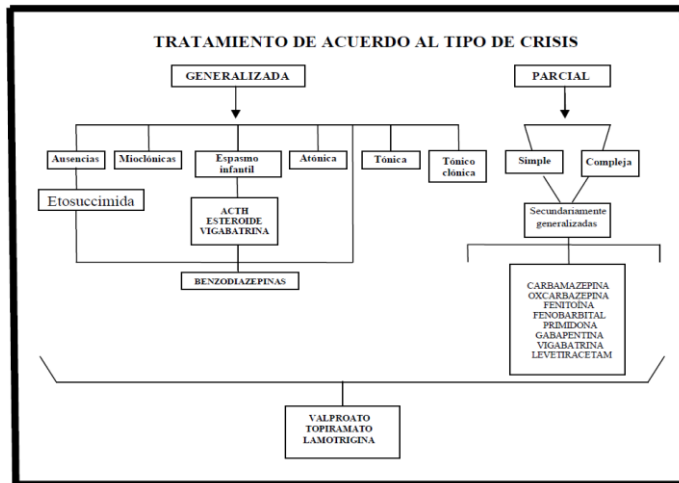 TRATAMIENTO DE ACUERDO AL TIPO DE CRISIS
GENERALIZADA
PARCIAL
Ausencias
Mioclónicas
Espasmo
infantil
Atónica
Tónica
Tónico
clónica
Simple
Compleja
Etosuccimida
ACTH
ESTEROIDE
VIGABATRINA
Secundariamente
generalizadas
BENZODIAZEPINAS
CARBAMAZEPINA
OXCARBAZEPINA
FENITOÍNA
FENOBARBITAL
PRIMIDONA
GABAPENTINA
VIGABATRINA
LEVETIRACETAM
VALPROATO
TOPIRAMATO
LAMOTRIGINA